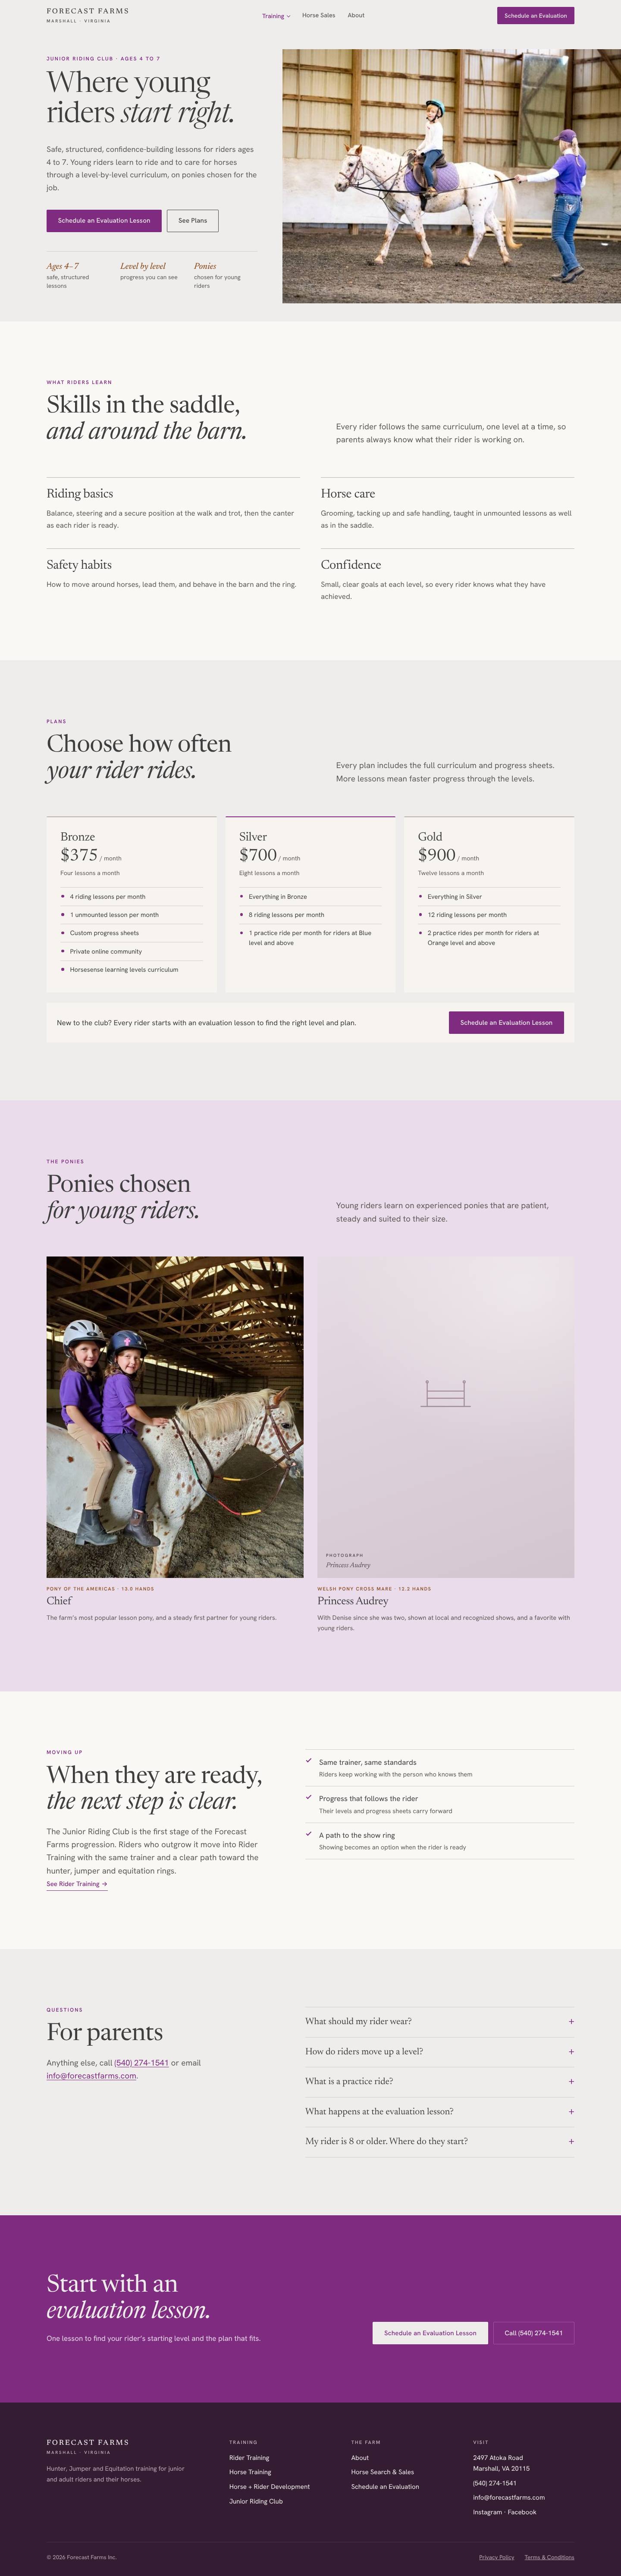 FORECAST FARMS
MARSHALL · VIRGINIA
Training
Horse Sales
About
Schedule an Evaluation
JUNIOR RIDING CLUB · AGES 4 TO 7
Where young
riders start right.
Safe, structured, confidence-building lessons for riders ages
4 to 7. Young riders learn to ride and to care for horses
through a level-by-level curriculum, on ponies chosen for the
job.
Schedule an Evaluation Lesson
See Plans
Ages 4–7
safe, structured
lessons
Level by level
progress you can see
Ponies
chosen for young
riders
WHAT RIDERS LEARN
Skills in the saddle,
and around the barn.
Every rider follows the same curriculum, one level at a time, so
parents always know what their rider is working on.
Riding basics
Balance, steering and a secure position at the walk and trot, then the canter
as each rider is ready.
Horse care
Grooming, tacking up and safe handling, taught in unmounted lessons as well
as in the saddle.
Safety habits
How to move around horses, lead them, and behave in the barn and the ring.
Confidence
Small, clear goals at each level, so every rider knows what they have
achieved.
PLANS
Choose how often
your rider rides.
Every plan includes the full curriculum and progress sheets.
More lessons mean faster progress through the levels.
Bronze
$375 / month
Four lessons a month
4 riding lessons per month
1 unmounted lesson per month
Custom progress sheets
Private online community
Horsesense learning levels curriculum
Silver
$700 / month
Eight lessons a month
Everything in Bronze
8 riding lessons per month
1 practice ride per month for riders at Blue
level and above
Gold
$900 / month
Twelve lessons a month
Everything in Silver
12 riding lessons per month
2 practice rides per month for riders at
Orange level and above
New to the club? Every rider starts with an evaluation lesson to find the right level and plan.
Schedule an Evaluation Lesson
THE PONIES
Ponies chosen
for young riders.
Young riders learn on experienced ponies that are patient,
steady and suited to their size.
PHOTOGRAPH
Princess Audrey
PONY OF THE AMERICAS · 13.0 HANDS
Chief
The farm's most popular lesson pony, and a steady first partner for young riders.
WELSH PONY CROSS MARE · 12.2 HANDS
Princess Audrey
With Denise since she was two, shown at local and recognized shows, and a favorite with
young riders.
MOVING UP
When they are ready,
the next step is clear.
The Junior Riding Club is the first stage of the Forecast
Farms progression. Riders who outgrow it move into Rider
Training with the same trainer and a clear path toward the
hunter, jumper and equitation rings.
See Rider Training →
Same trainer, same standards
Riders keep working with the person who knows them
Progress that follows the rider
Their levels and progress sheets carry forward
A path to the show ring
Showing becomes an option when the rider is ready
QUESTIONS
For parents
Anything else, call (540) 274-1541 or email
info@forecastfarms.com.
What should my rider wear? +
How do riders move up a level? +
What is a practice ride? +
What happens at the evaluation lesson? +
My rider is 8 or older. Where do they start? +
Start with an
evaluation lesson.
One lesson to find your rider's starting level and the plan that fits.
Schedule an Evaluation Lesson
Call (540) 274-1541
FORECAST FARMS
MARSHALL · VIRGINIA
Hunter, Jumper and Equitation training for junior
and adult riders and their horses.
TRAINING
Rider Training
Horse Training
Horse + Rider Development
Junior Riding Club
THE FARM
About
Horse Search & Sales
Schedule an Evaluation
VISIT
2497 Atoka Road
Marshall, VA 20115
(540) 274-1541
info@forecastfarms.com
Instagram · Facebook
© 2026 Forecast Farms Inc.
Privacy Policy
Terms & Conditions